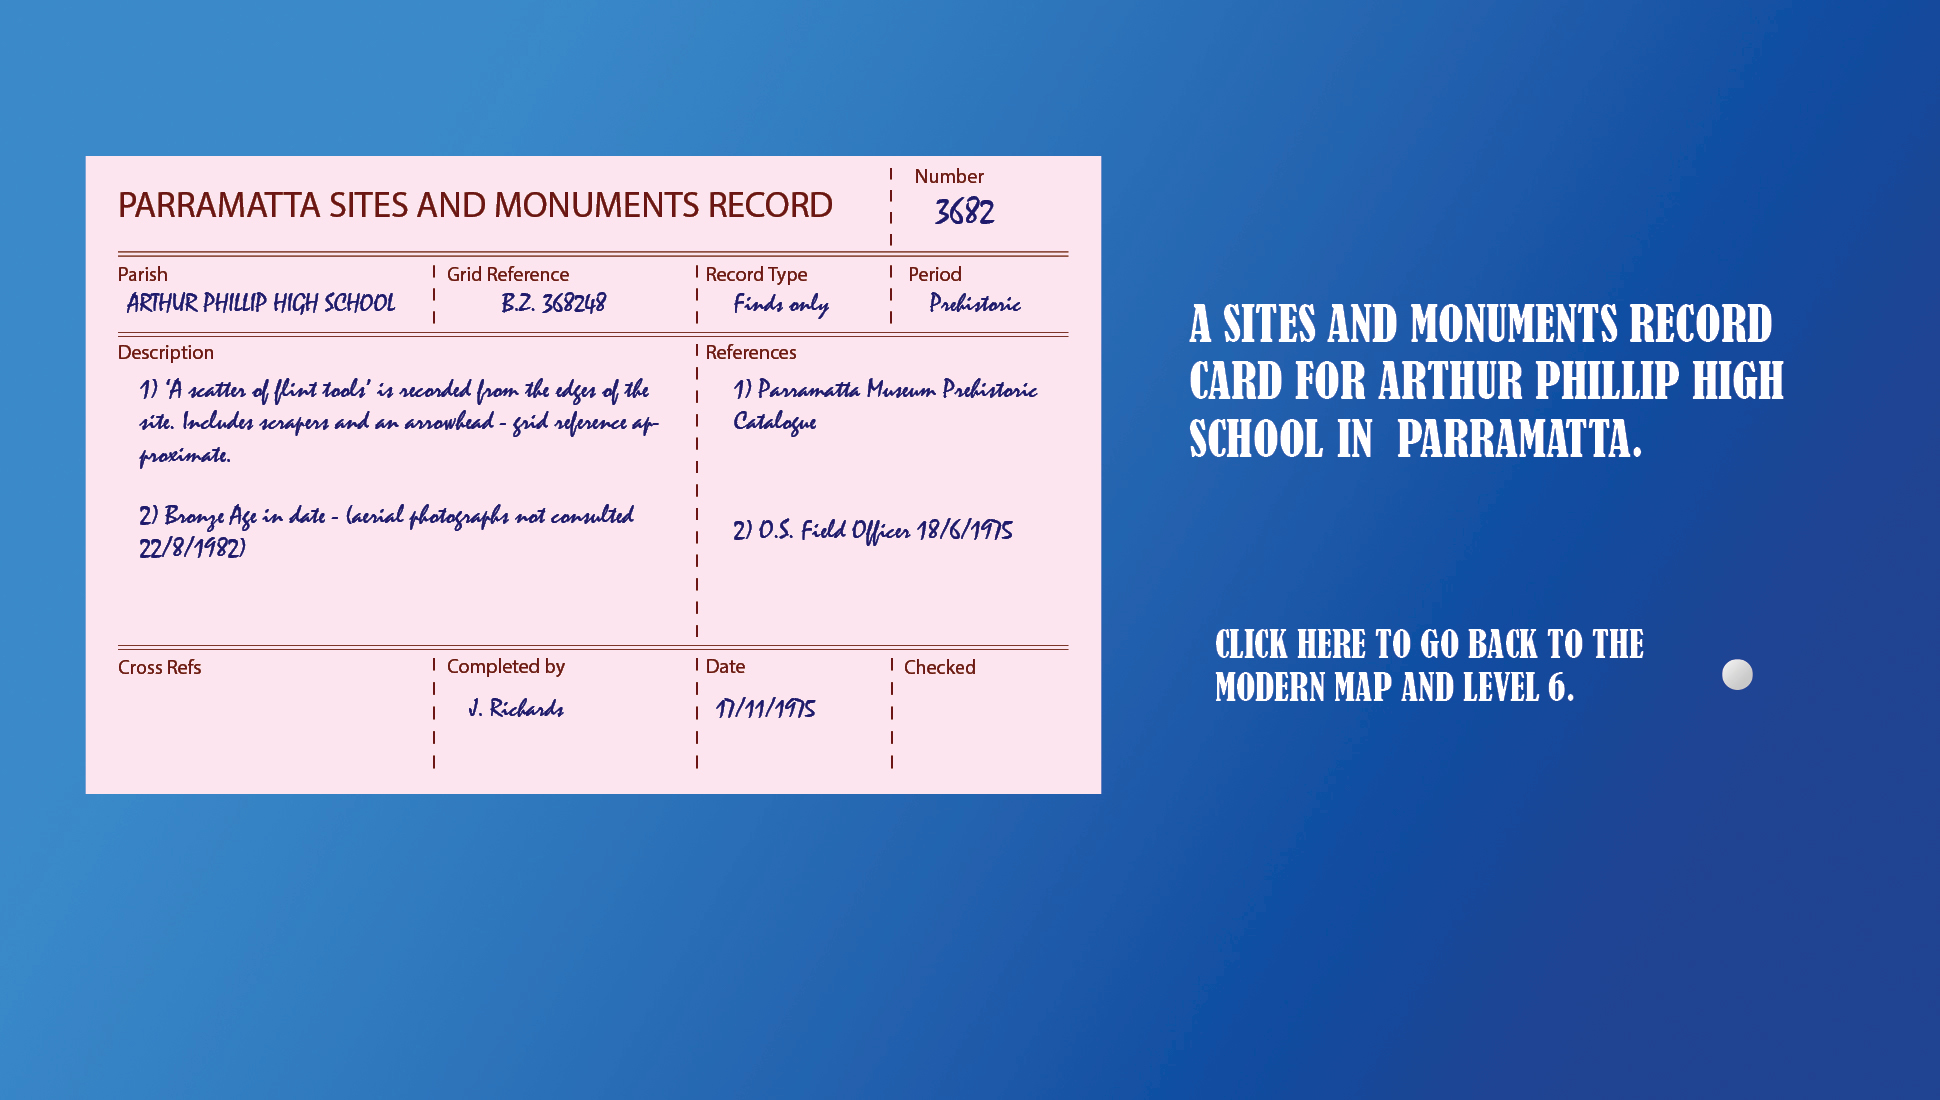 PARRAMATTA SITES AND MONUMENTS RECORD
Number
3682
Parish
ARTHUR PHILLIP HIGH SCHOOL
Grid Reference
B.Z. 368248
Record Type
Finds only
Period
Prehistoric
Description
1) 'A scatter of flint tools' is recorded from the edges of the
site. Includes scrapers and an arrowhead - grid reference ap-
proximate.
2) Bronze Age in date - (aerial photographs not consulted
22/8/1982)
References
1) Parramatta Museum Prehistoric
Catalogue
2) O.S. Field Officer 18/6/1975
Cross Refs
Completed by
J. Richards
Date
17/11/1975
Checked
A SITES AND MONUMENTS RECORD
CARD FOR ARTHUR PHILLIP HIGH
SCHOOL IN  PARRAMATTA.
CLICK HERE TO GO BACK TO THE
MODERN MAP AND LEVEL 6.